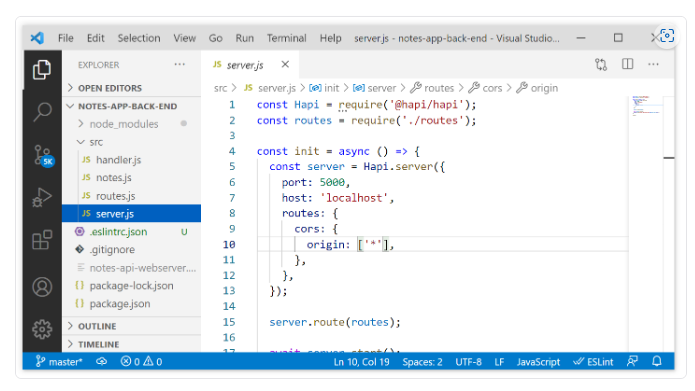 File Edit Selection View Go Run Terminal Help server.js - notes-app-back-end - Visual Studio...
EXPLORER ...
OPEN EDITORS
NOTES-APP-BACK-END
node_modules
src
JS handler.js
JS notes.js
JS routes.js
JS server.js
.eslintrc.json U
.gitignore
notes-api-webserver....
{} package-lock.json
{} package.json
OUTLINE
TIMELINE
5K
JS server.js ×
src > JS server.js > init > server > routes > cors > origin
1 const Hapi = require('@hapi/hapi');
2 const routes = require('./routes');
3
4 const init = async () => {
5 const server = Hapi.server({
6 port: 5000,
7 host: 'localhost',
8 routes: {
9 cors: {
10 origin: ['*'],
11 },
12 },
13 });
14
15 server.route(routes);
16
17 await server.start();
master* 0 0 Ln 10, Col 19 Spaces: 2 UTF-8 LF JavaScript ESLint